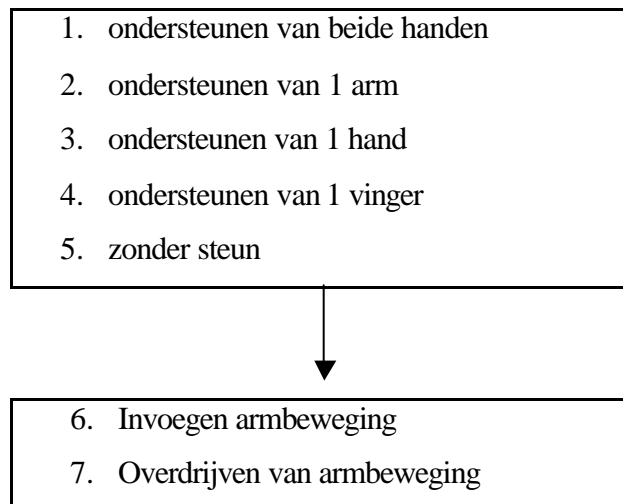 1. ondersteunen van beide handen
2. ondersteunen van 1 arm
3. ondersteunen van 1 hand
4. ondersteunen van 1 vinger
5. zonder steun
6. Invoegen armbeweging
7. Overdrijven van armbeweging